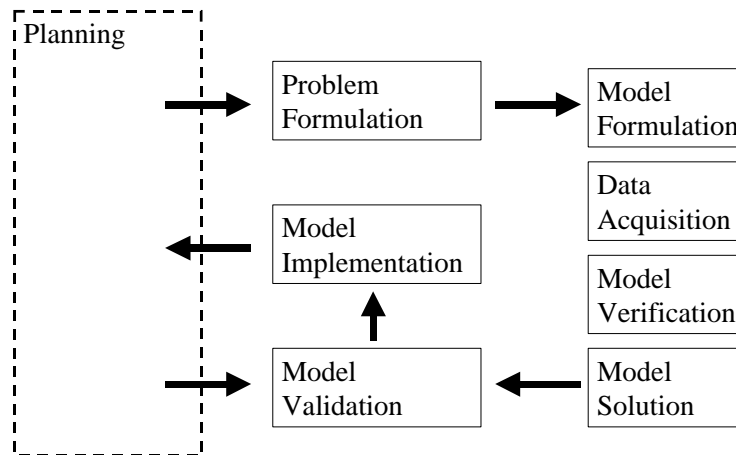 Planning
Problem
Formulation
Model
Formulation
Data
Acquisition
Model
Implementation
Model
Verification
Model
Validation
Model
Solution